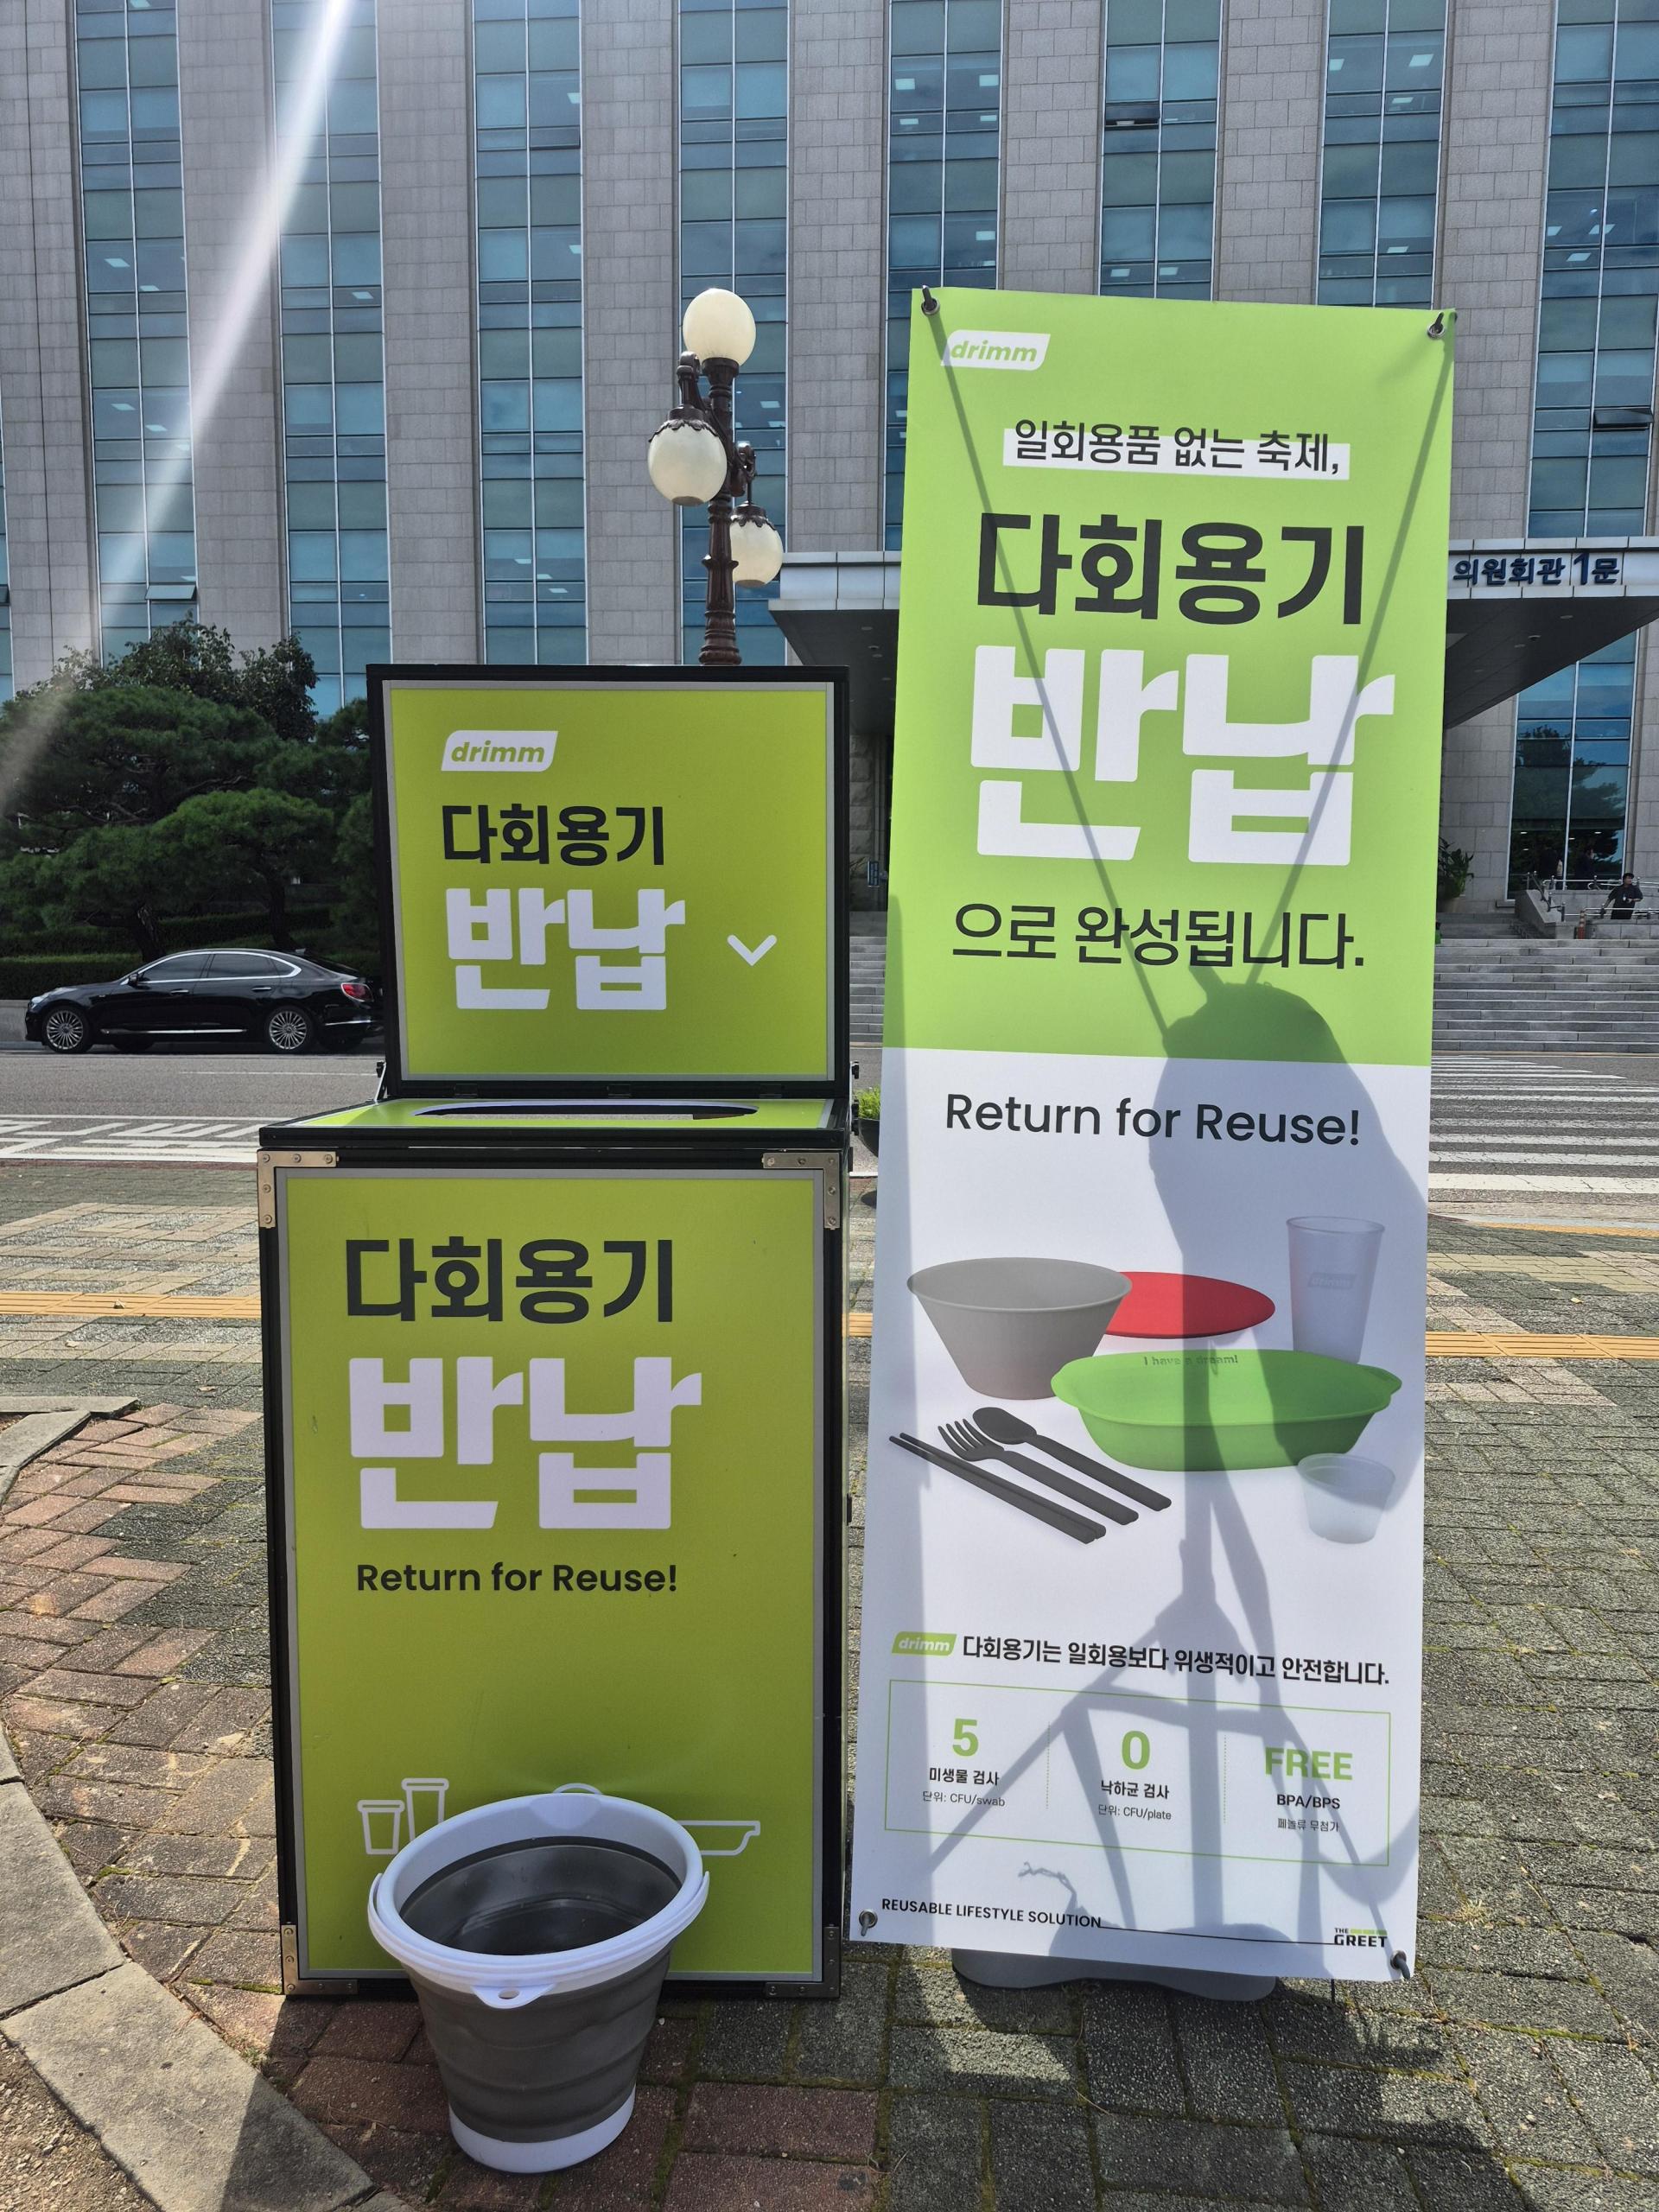 drimm
다회용기
반납
다회용기
반납
Return for Reuse!
drimm
일회용품 없는 축제,
다회용기
반납
으로 완성됩니다.
Return for Reuse!
I have a dream!
drimm 다회용기는 일회용보다 위생적이고 안전합니다.
5
미생물 검사
단위: CFU/swab
0
낙하균 검사
단위: CFU/plate
FREE
BPA/BPS
페놀류 무첨가
REUSABLE LIFESTYLE SOLUTION
THE
GREET
의원회관 1문